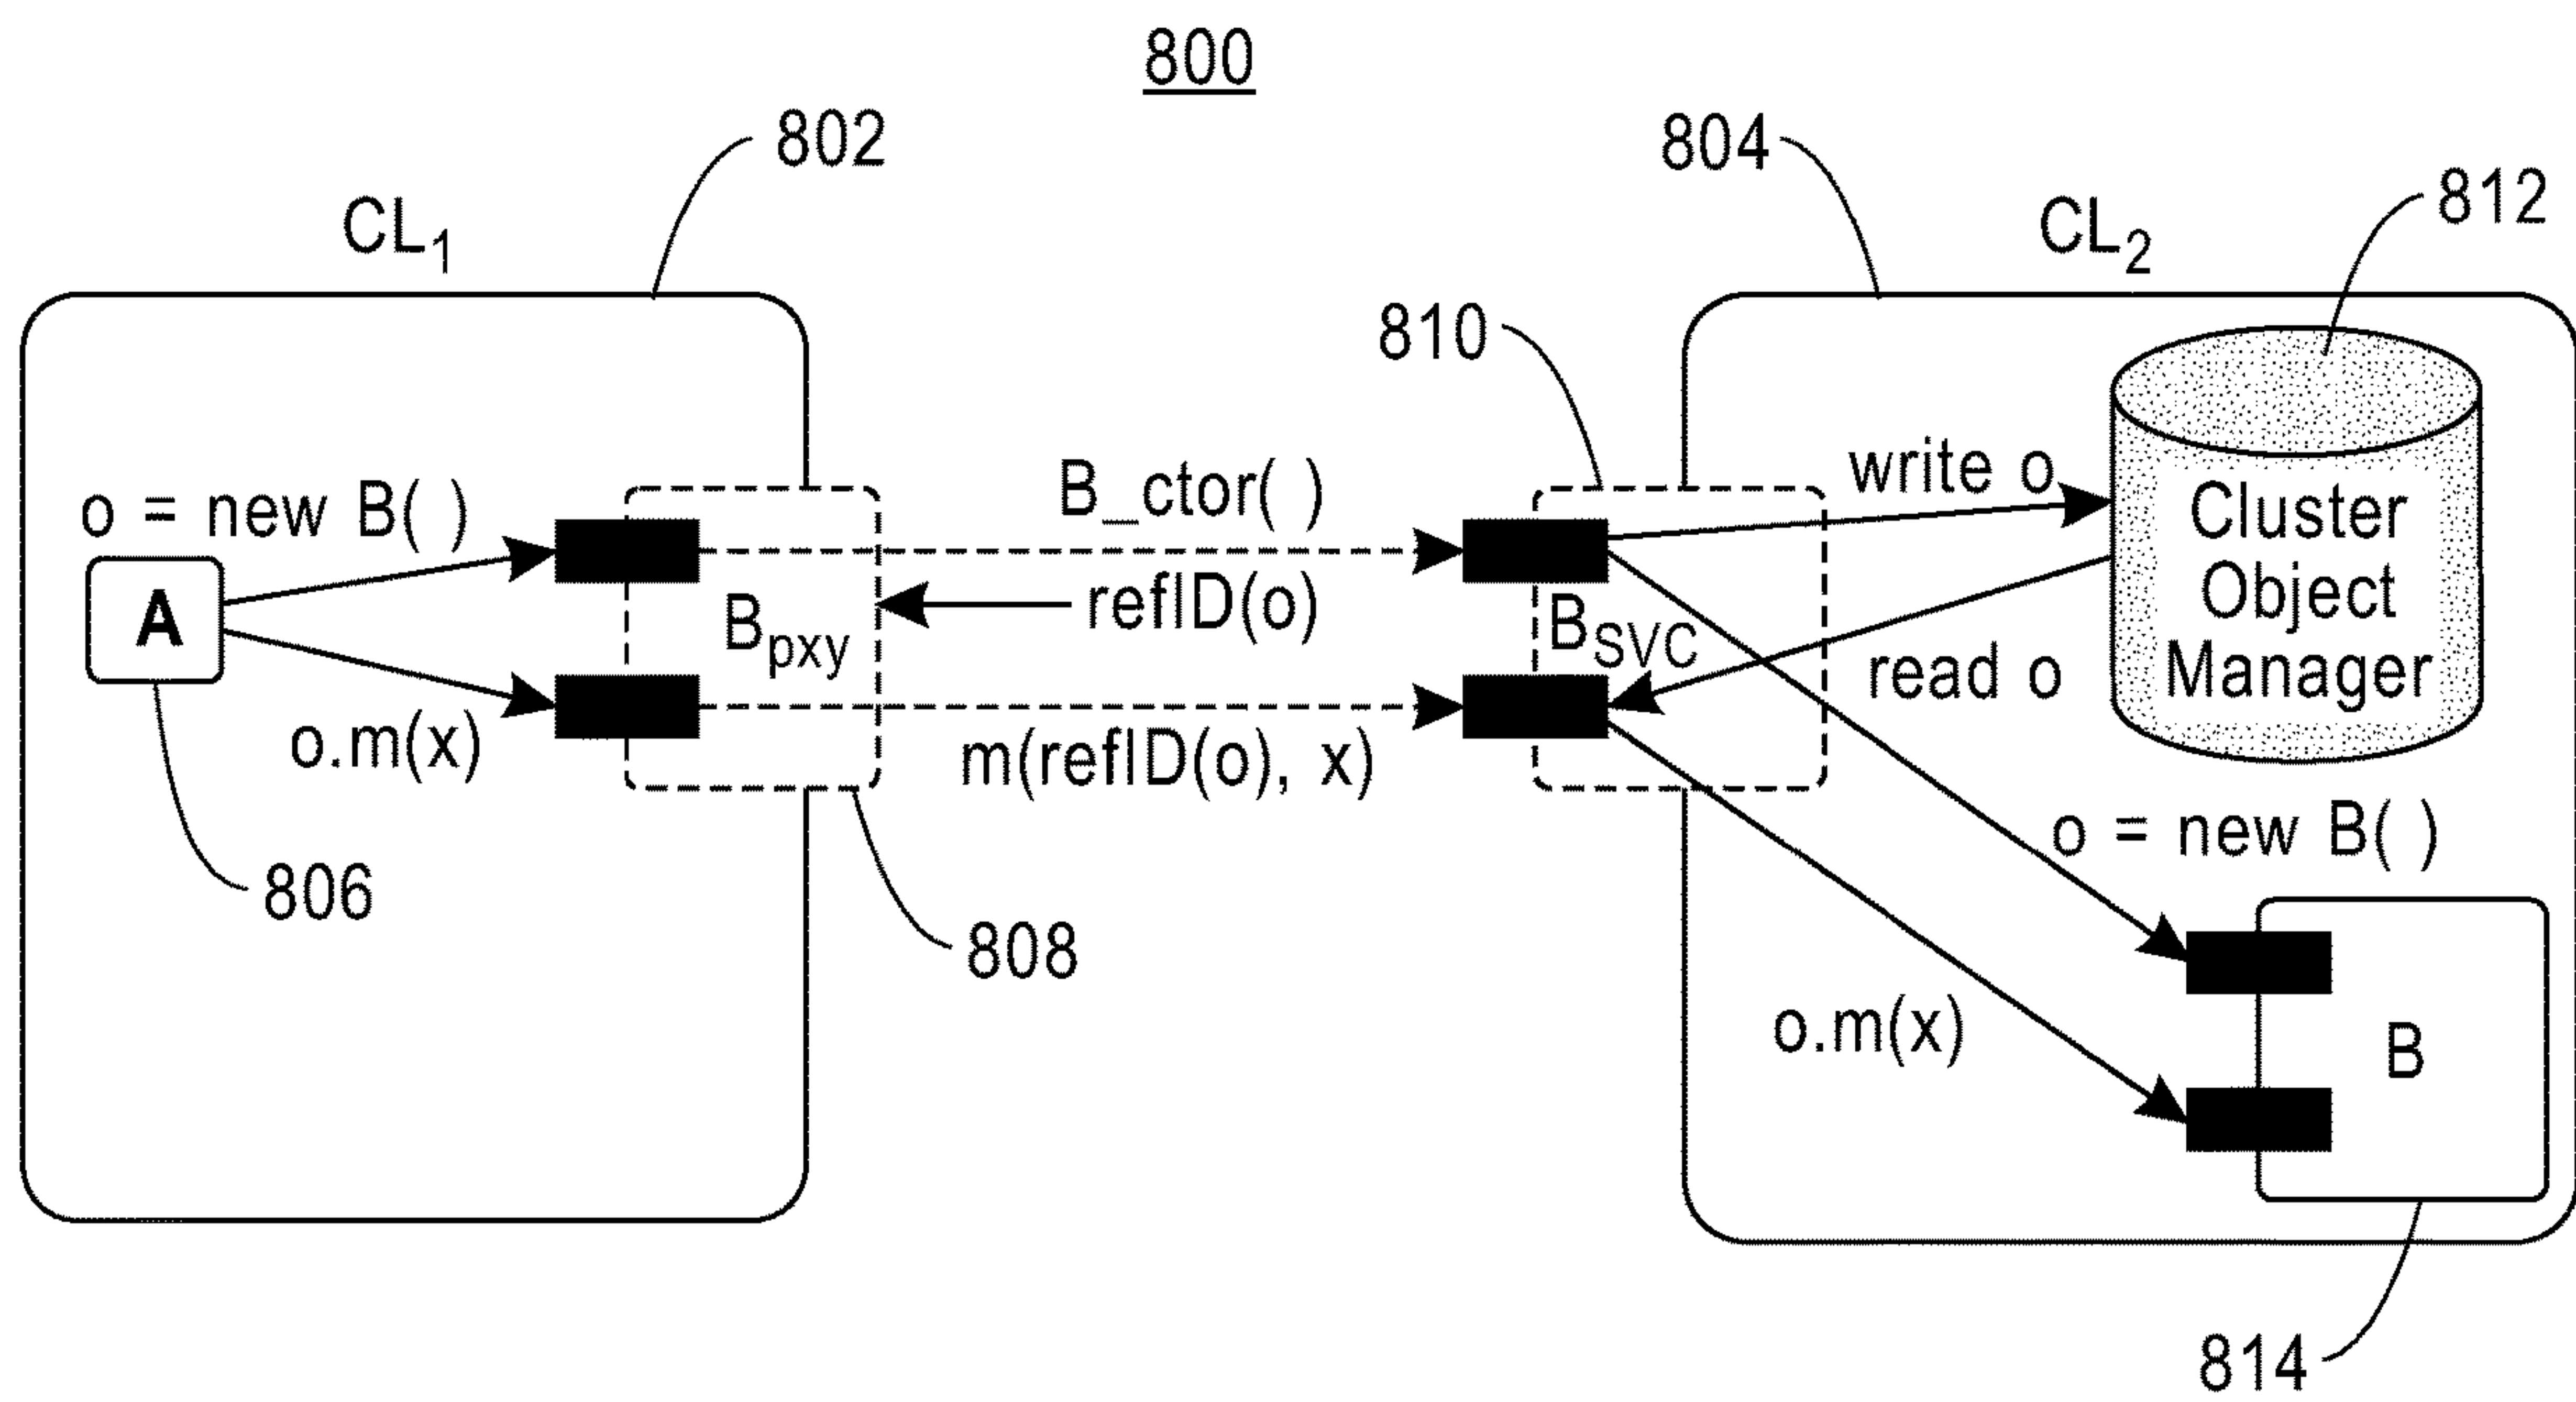 800
802
804
812
CL1
CL2
810
o = new B( )
B_ctor( )
write o
Cluster
Object
Manager
A
Bpxy
refID(o)
BSVC
read o
o.m(x)
m(refID(o), x)
o = new B( )
806
808
o.m(x)
B
814